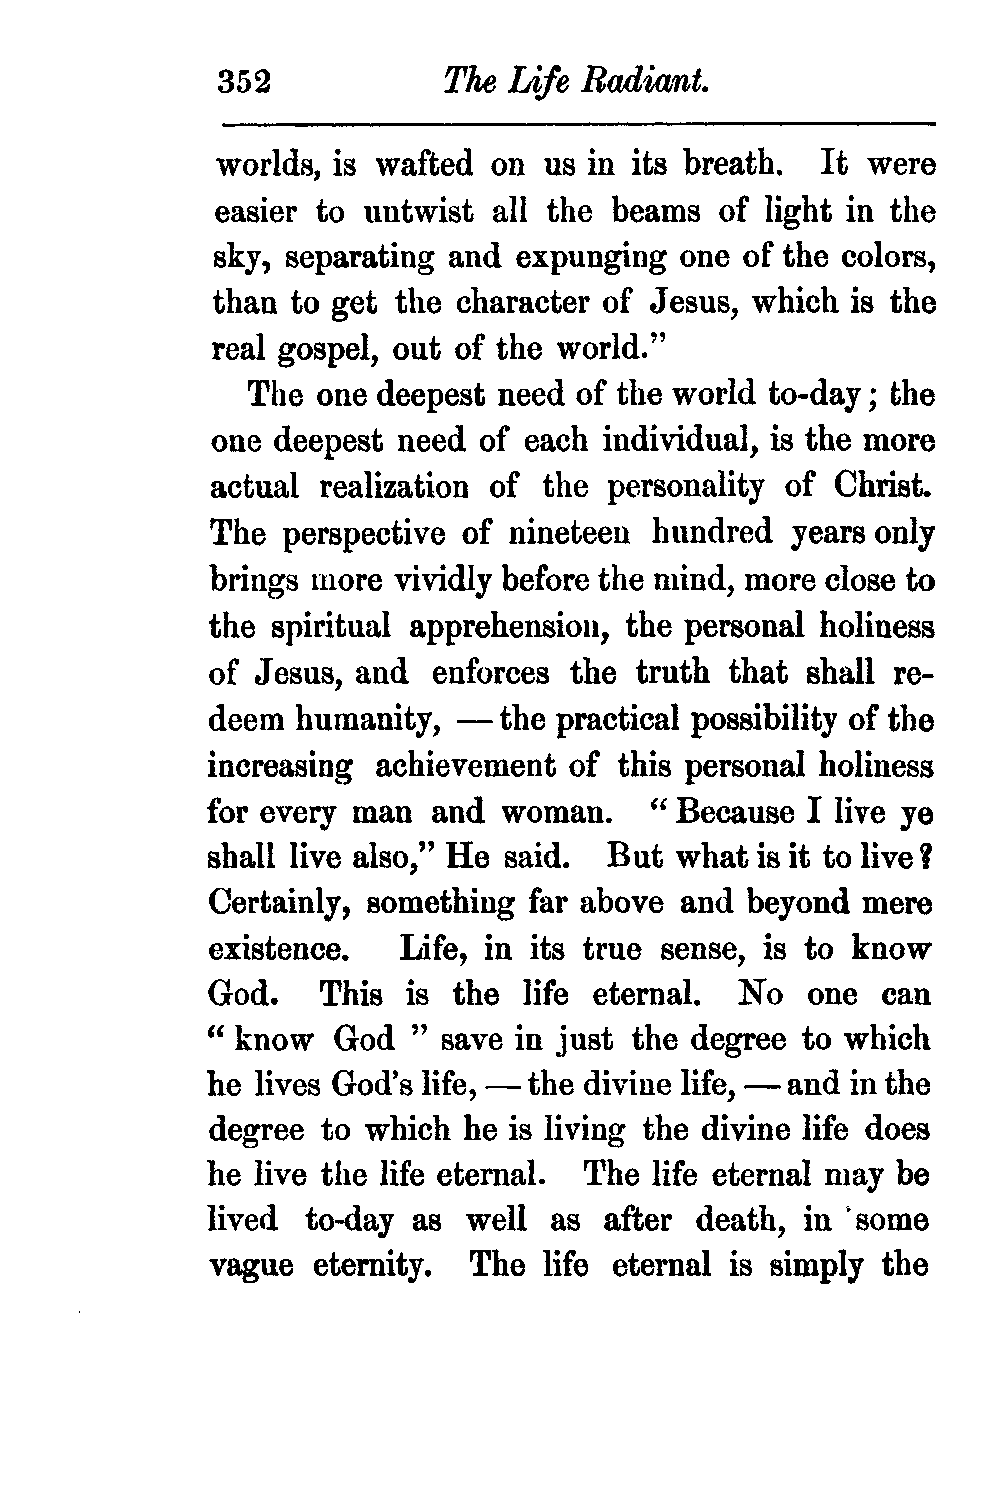 352 The Life Radiant.
worlds, is wafted on us in its breath. It were
easier to untwist all the beams of light in the
sky, separating and expunging one of the colors,
than to get the character of Jesus, which is the
real gospel, out of the world.”
The one deepest need of the world to-day; the
one deepest need of each individual, is the more
actual realization of the personality of Christ.
The perspective of nineteen hundred years only
brings more vividly before the mind, more close to
the spiritual apprehension, the personal holiness
of Jesus, and enforces the truth that shall re-
deem humanity, — the practical possibility of the
increasing achievement of this personal holiness
for every man and woman. “ Because I live ye
shall live also,” He said. But what is it to live?
Certainly, something far above and beyond mere
existence. Life, in its true sense, is to know
God. This is the life eternal. No one can
“ know God ” save in just the degree to which
he lives God’s life, — the divine life, — and in the
degree to which he is living the divine life does
he live the life eternal. The life eternal may be
lived to-day as well as after death, in some
vague eternity. The life eternal is simply the